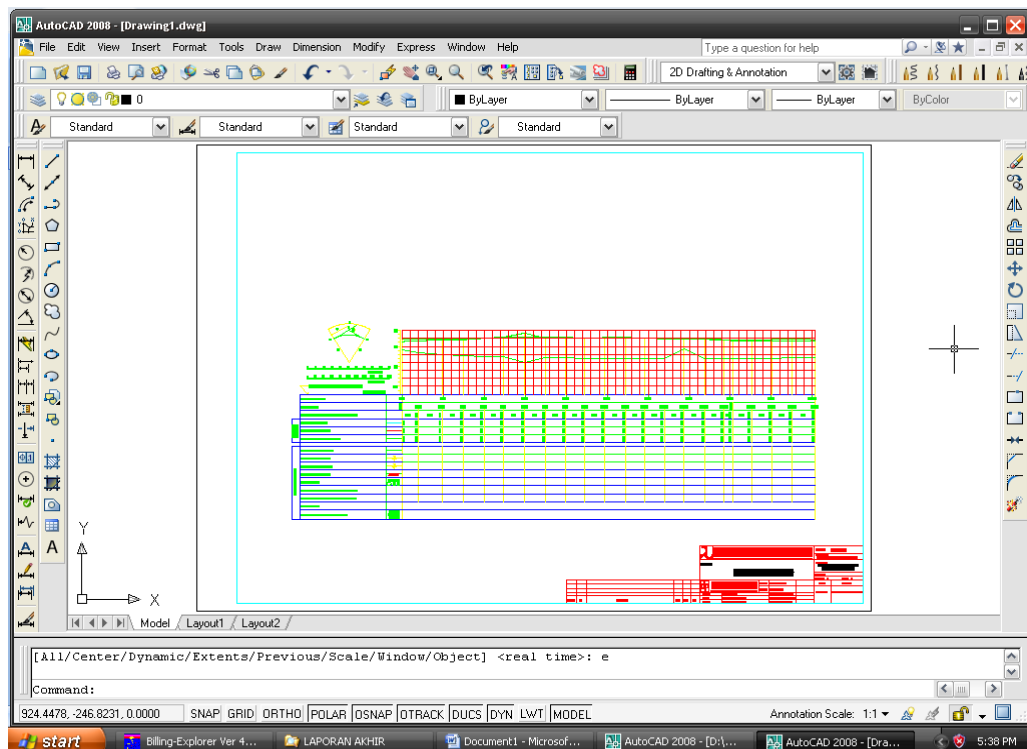 AutoCAD 2008 - [Drawing1.dwg]
File Edit View Insert Format Tools Draw Dimension Modify Express Window Help Type a question for help
2D Drafting & Annotation
0 ByLayer ByLayer ByLayer ByColor
Standard Standard Standard Standard
Y
X
Model Layout1 Layout2
[All/Center/Dynamic/Extents/Previous/Scale/Window/Object] <real time>: e
Command:
924.4478, -246.8231, 0.0000 SNAP GRID ORTHO POLAR OSNAP OTRACK DUCS DYN LWT MODEL Annotation Scale: 1:1
start Billing-Explorer Ver 4... LAPORAN AKHIR Document1 - Microsof... AutoCAD 2008 - [D:\... AutoCAD 2008 - [Dra... 5:38 PM